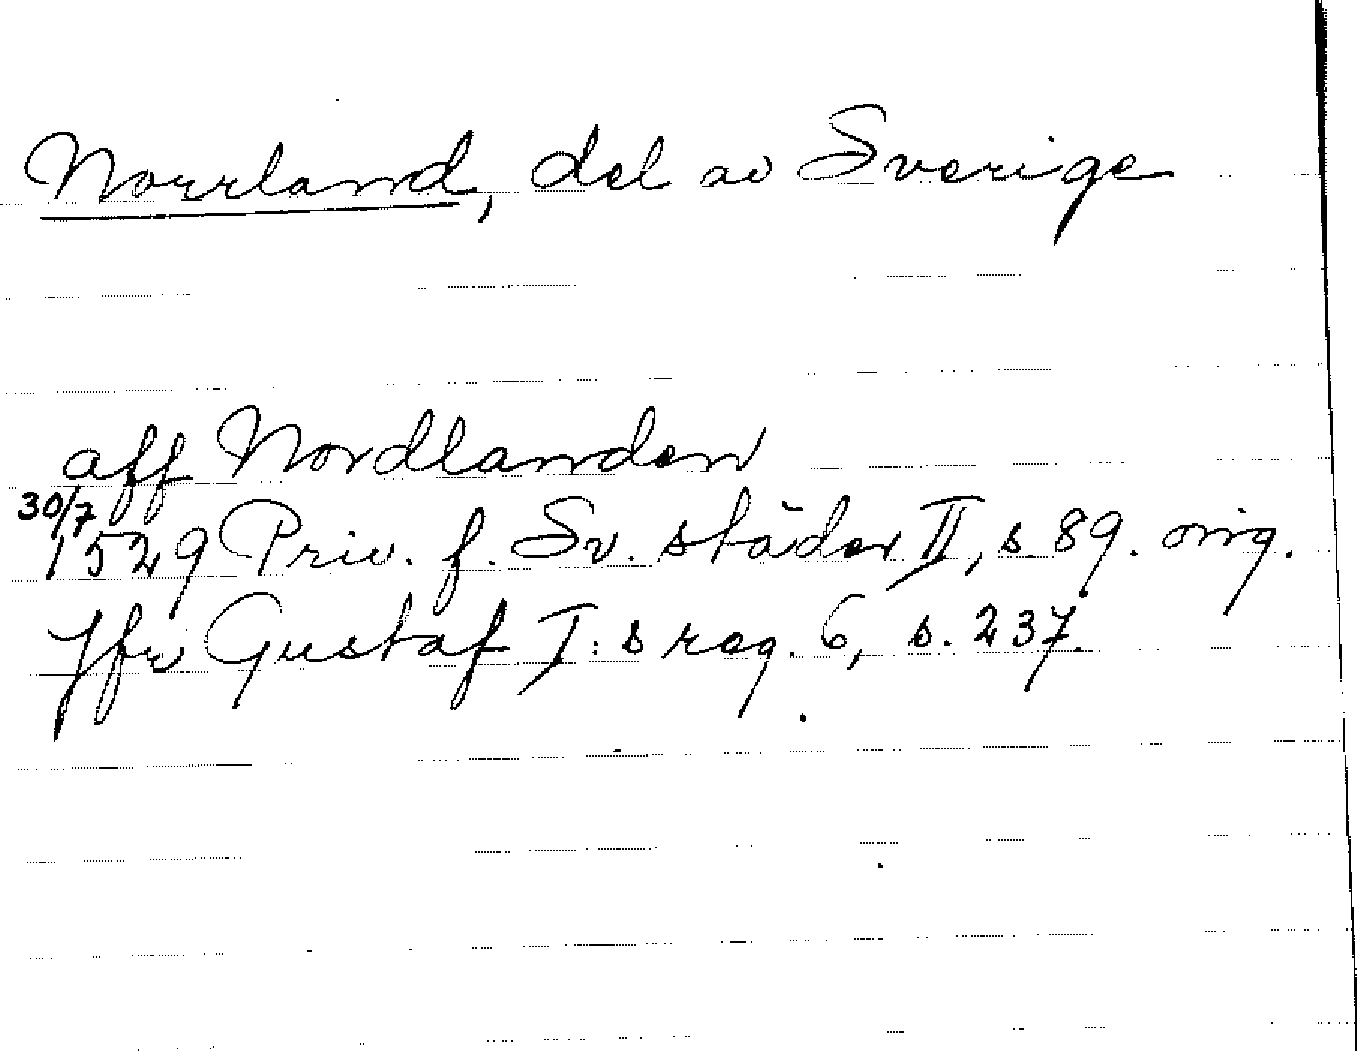 Norrland, del av Sverige
aff Nordlanden
30/7
1529 Priv. f. Sv. städer II, s 89. orig.
Jfr Gustaf I:s reg. 6, s. 237.